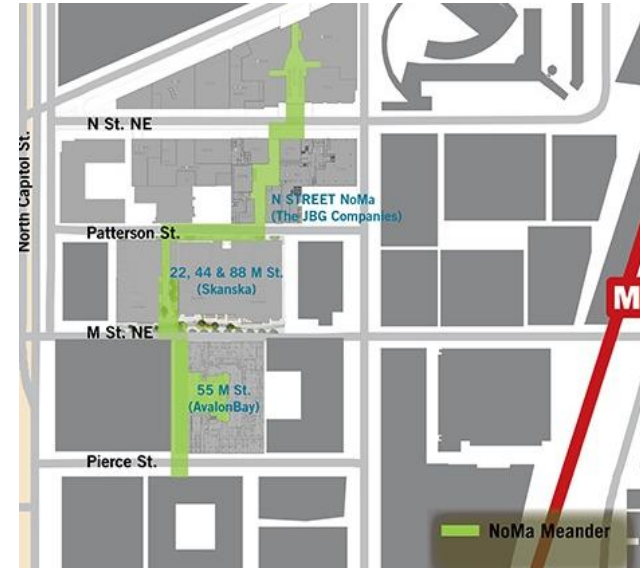 N St. NE
North Capitol St.
N STREET NoMa
(The JBG Companies)
Patterson St.
22, 44 & 88 M St.
(Skanska)
M
M St. NE
55 M St.
(AvalonBay)
Pierce St.
NoMa Meander